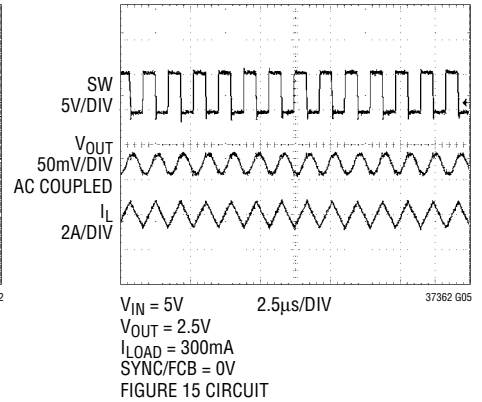 SW
5V/DIV
VOUT
50mV/DIV
AC COUPLED
IL
2A/DIV
2
VIN = 5V
2.5µs/DIV
37362 G05
VOUT = 2.5V
ILOAD = 300mA
SYNC/FCB = 0V
FIGURE 15 CIRCUIT